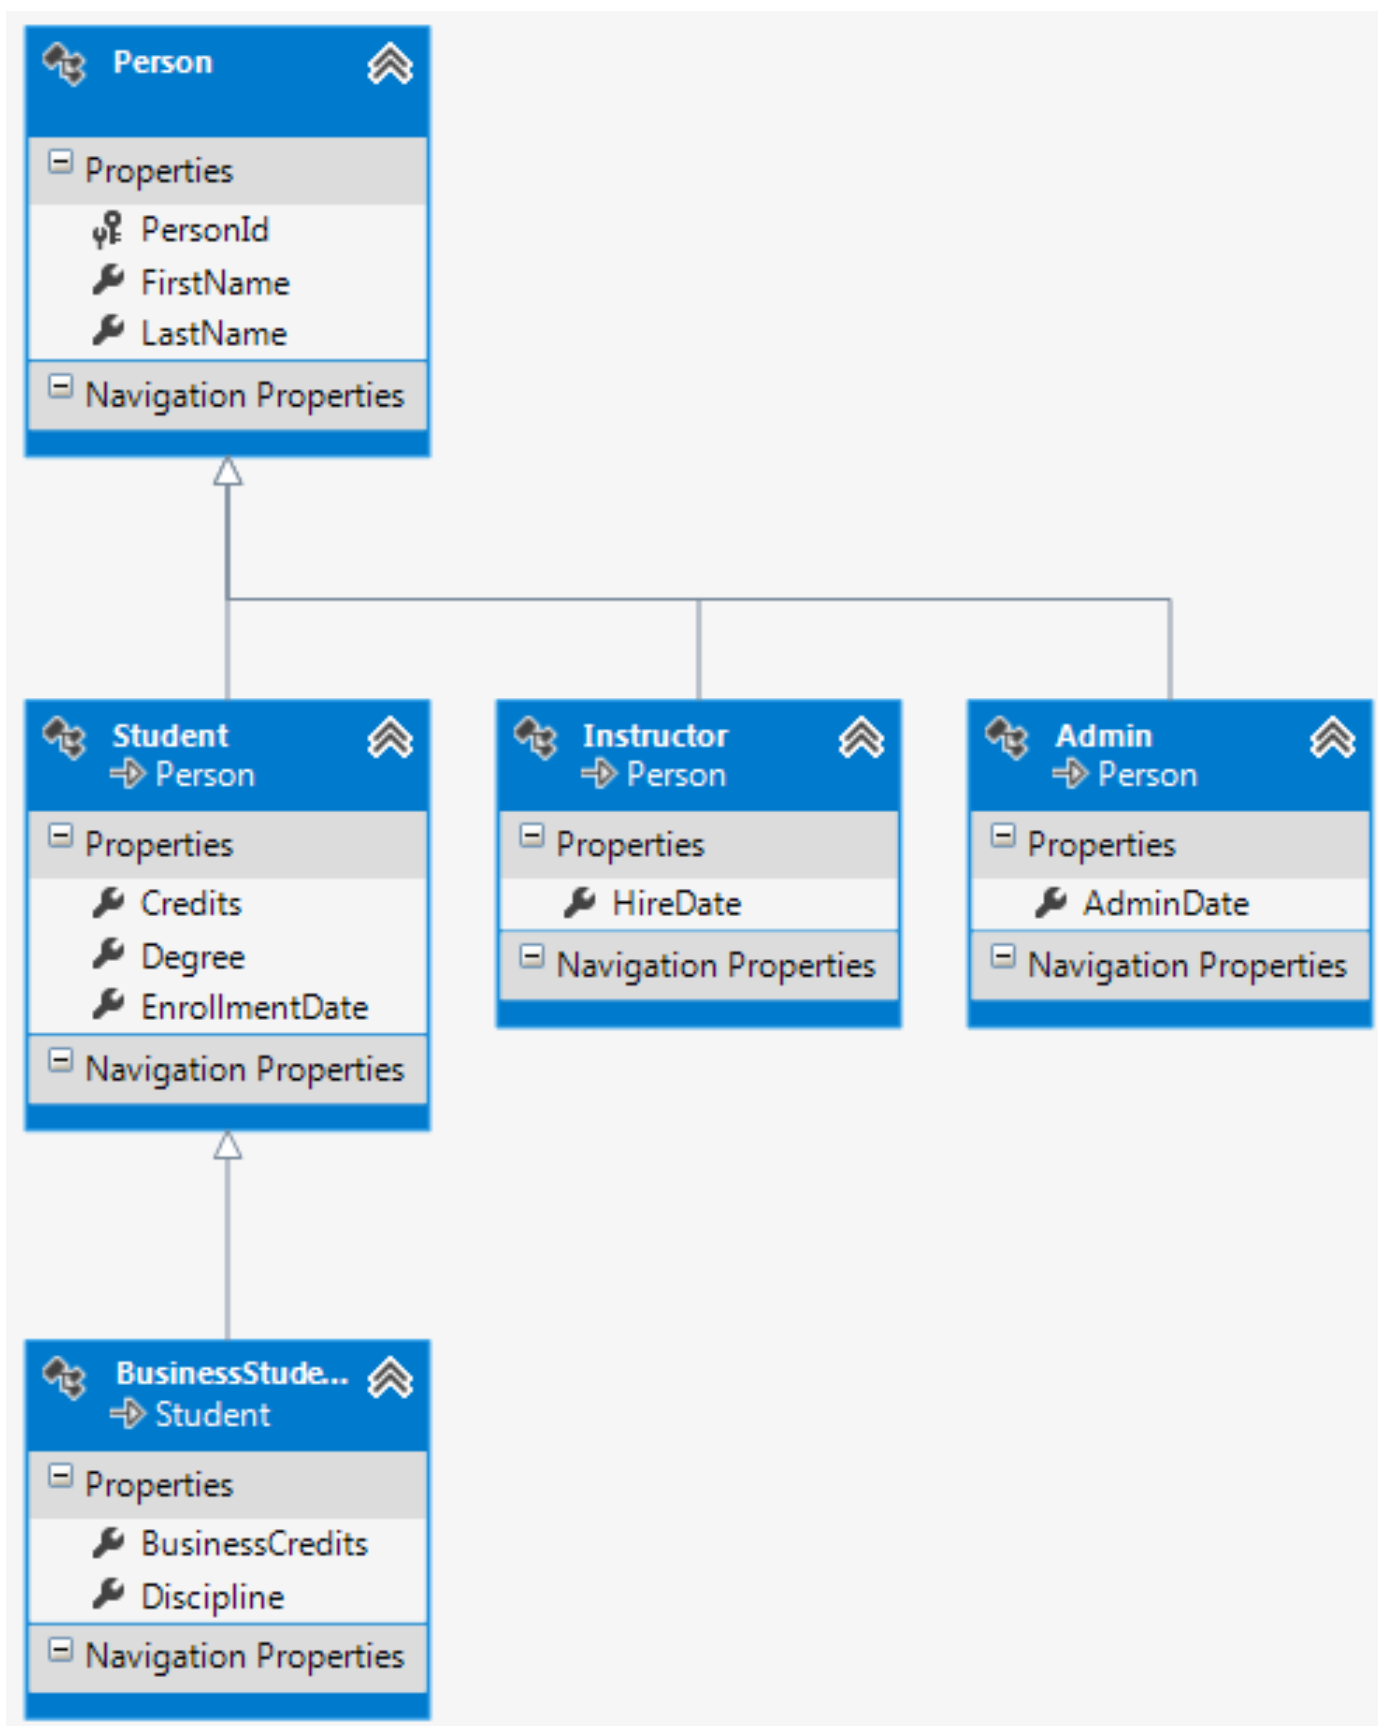 Person
Properties
PersonId
FirstName
LastName
Navigation Properties
Student
Person
Properties
Credits
Degree
EnrollmentDate
Navigation Properties
Instructor
Person
Properties
HireDate
Navigation Properties
Admin
Person
Properties
AdminDate
Navigation Properties
BusinessStude...
Student
Properties
BusinessCredits
Discipline
Navigation Properties